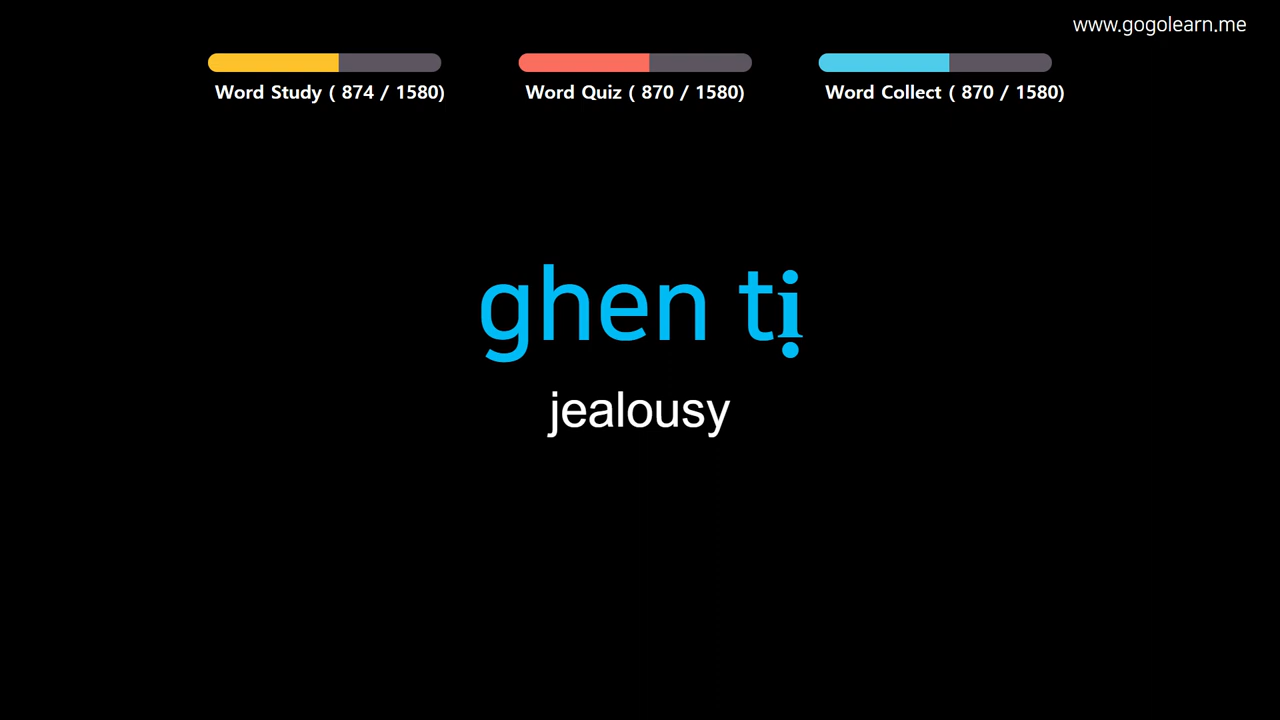 www.gogolearn.me
Word Study ( 874 / 1580)
Word Quiz ( 870 / 1580)
Word Collect ( 870 / 1580)
ghen tị
jealousy